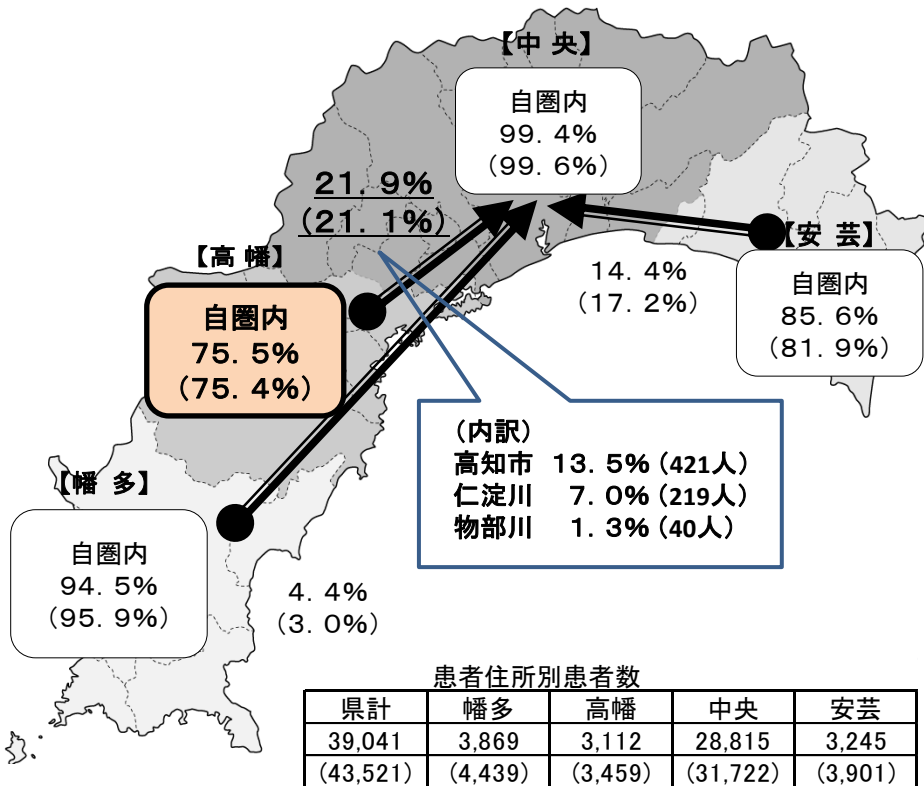 【中 央】
自圏内
99．4%
(99．6%)
21．9%
(21．1%)
【高 幡】
自圏内
75．5%
(75．4%)
【安 芸】
自圏内
85．6%
(81．9%)
14．4%
(17．2%)
(内訳)
高知市 13．5% (421人)
仁淀川 7．0% (219人)
物部川 1．3% (40人)
【幡 多】
自圏内
94．5%
(95．9%)
4．4%
(3．0%)
患者住所別患者数
県計 幡多 高幡 中央 安芸
39,041 3,869 3,112 28,815 3,245
(43,521) (4,439) (3,459) (31,722) (3,901)